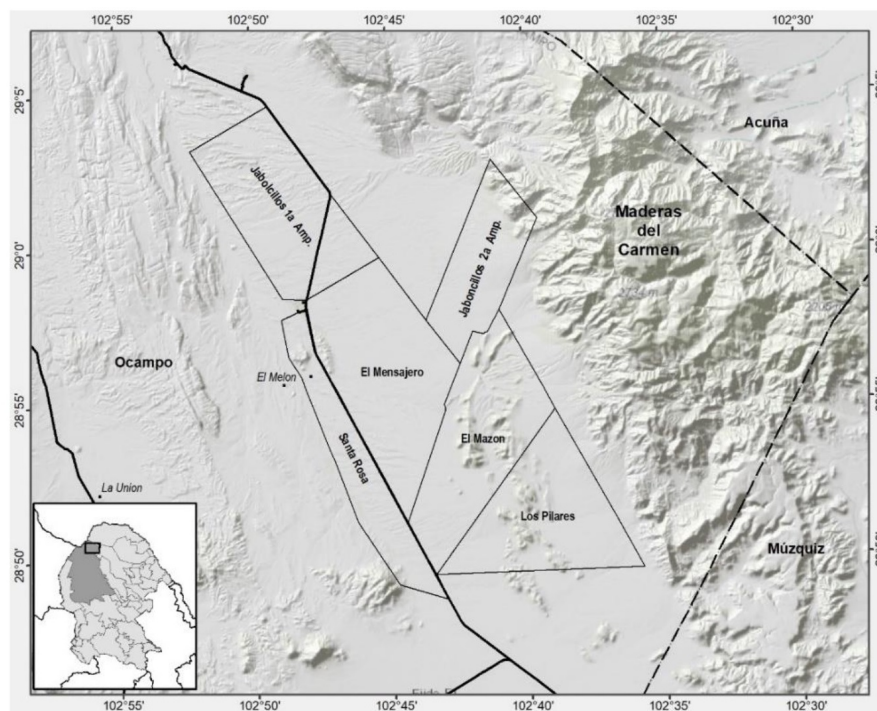 102°55' 102°50' 102°45' 102°40' 102°35' 102°30'
29°5'
Acuña
Jabolcillos 1a Amp.
Maderas
del
Carmen
29°0'
Jaboncillos 2a Amp.
Ocampo
El Melon
El Mensajero
28°55'
Santa Rosa
El Mazon
La Union
Los Pilares
28°50'
Múzquiz
102°55' 102°50' 102°45' 102°40' 102°35' 102°30'